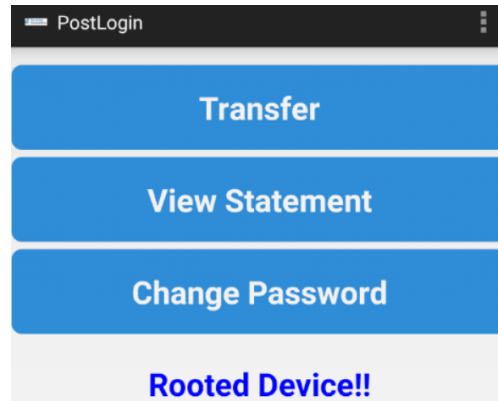 PostLogin
Transfer
View Statement
Change Password
Rooted Device!!